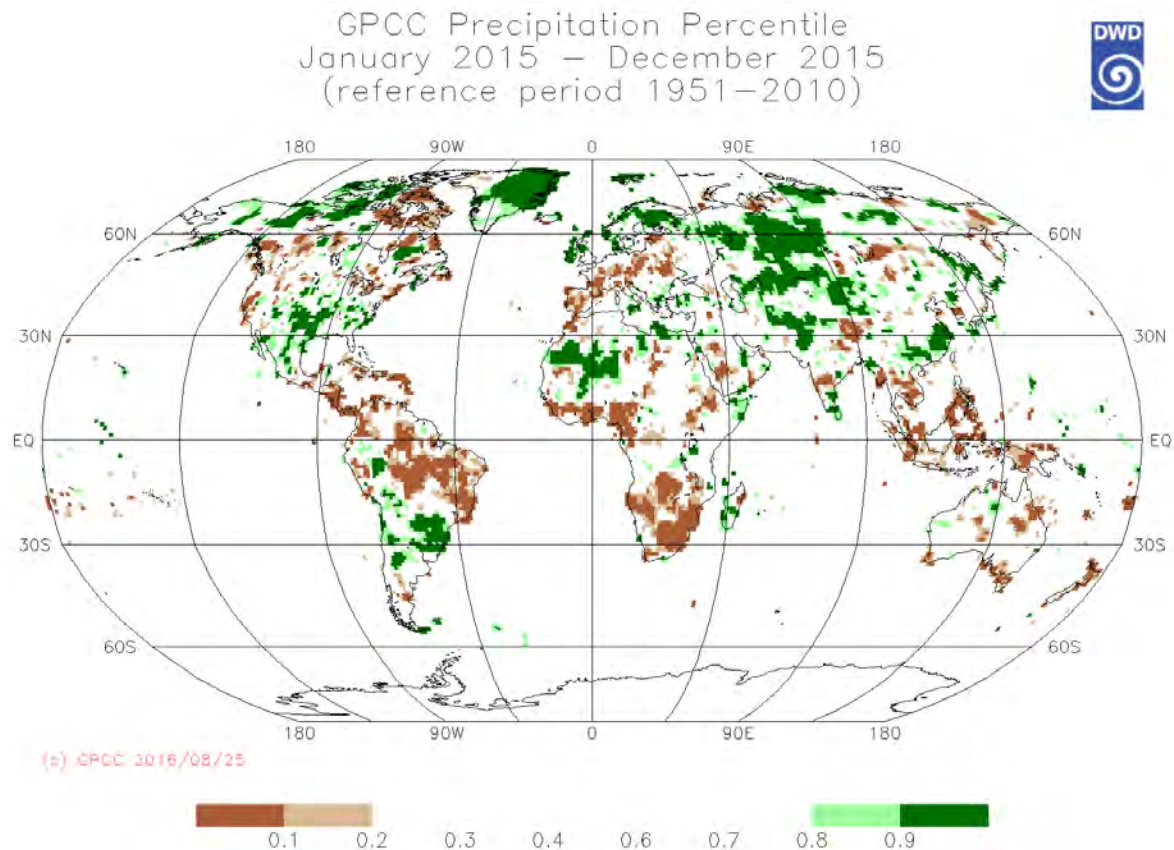 GPCC Precipitation Percentile
January 2015 – December 2015
(reference period 1951–2010)
DWD
180 90W 0 90E 180
60N 60N
30N 30N
EQ EQ
30S 30S
60S 60S
180 90W 0 90E 180
(c) GPCC 2016/08/25
0.1 0.2 0.3 0.4 0.6 0.7 0.8 0.9